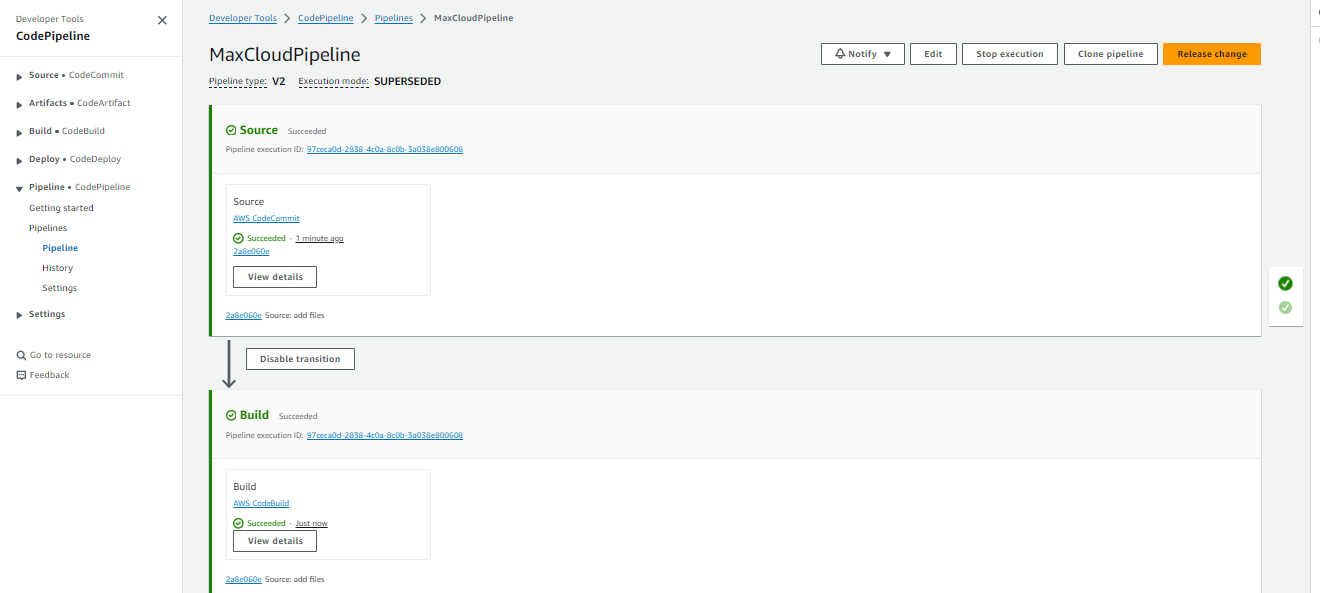 Developer Tools
CodePipeline
Source • CodeCommit
Artifacts • CodeArtifact
Build • CodeBuild
Deploy • CodeDeploy
Pipeline • CodePipeline
Getting started
Pipelines
Pipeline
History
Settings
Settings
Go to resource
Feedback
Developer Tools > CodePipeline > Pipelines > MaxCloudPipeline
MaxCloudPipeline
Notify Edit Stop execution Clone pipeline Release change
Pipeline type: V2 Execution mode: SUPERSEDED
Source Succeeded
Pipeline execution ID: 97ceca0d-2838-4c0a-8c0b-3a038e800608
Source
AWS CodeCommit
Succeeded - 1 minute ago
2a8e060e
View details
2a8e060e Source: add files
Disable transition
Build Succeeded
Pipeline execution ID: 97ceca0d-2838-4c0a-8c0b-3a038e800608
Build
AWS CodeBuild
Succeeded - Just now
View details
2a8e060e Source: add files